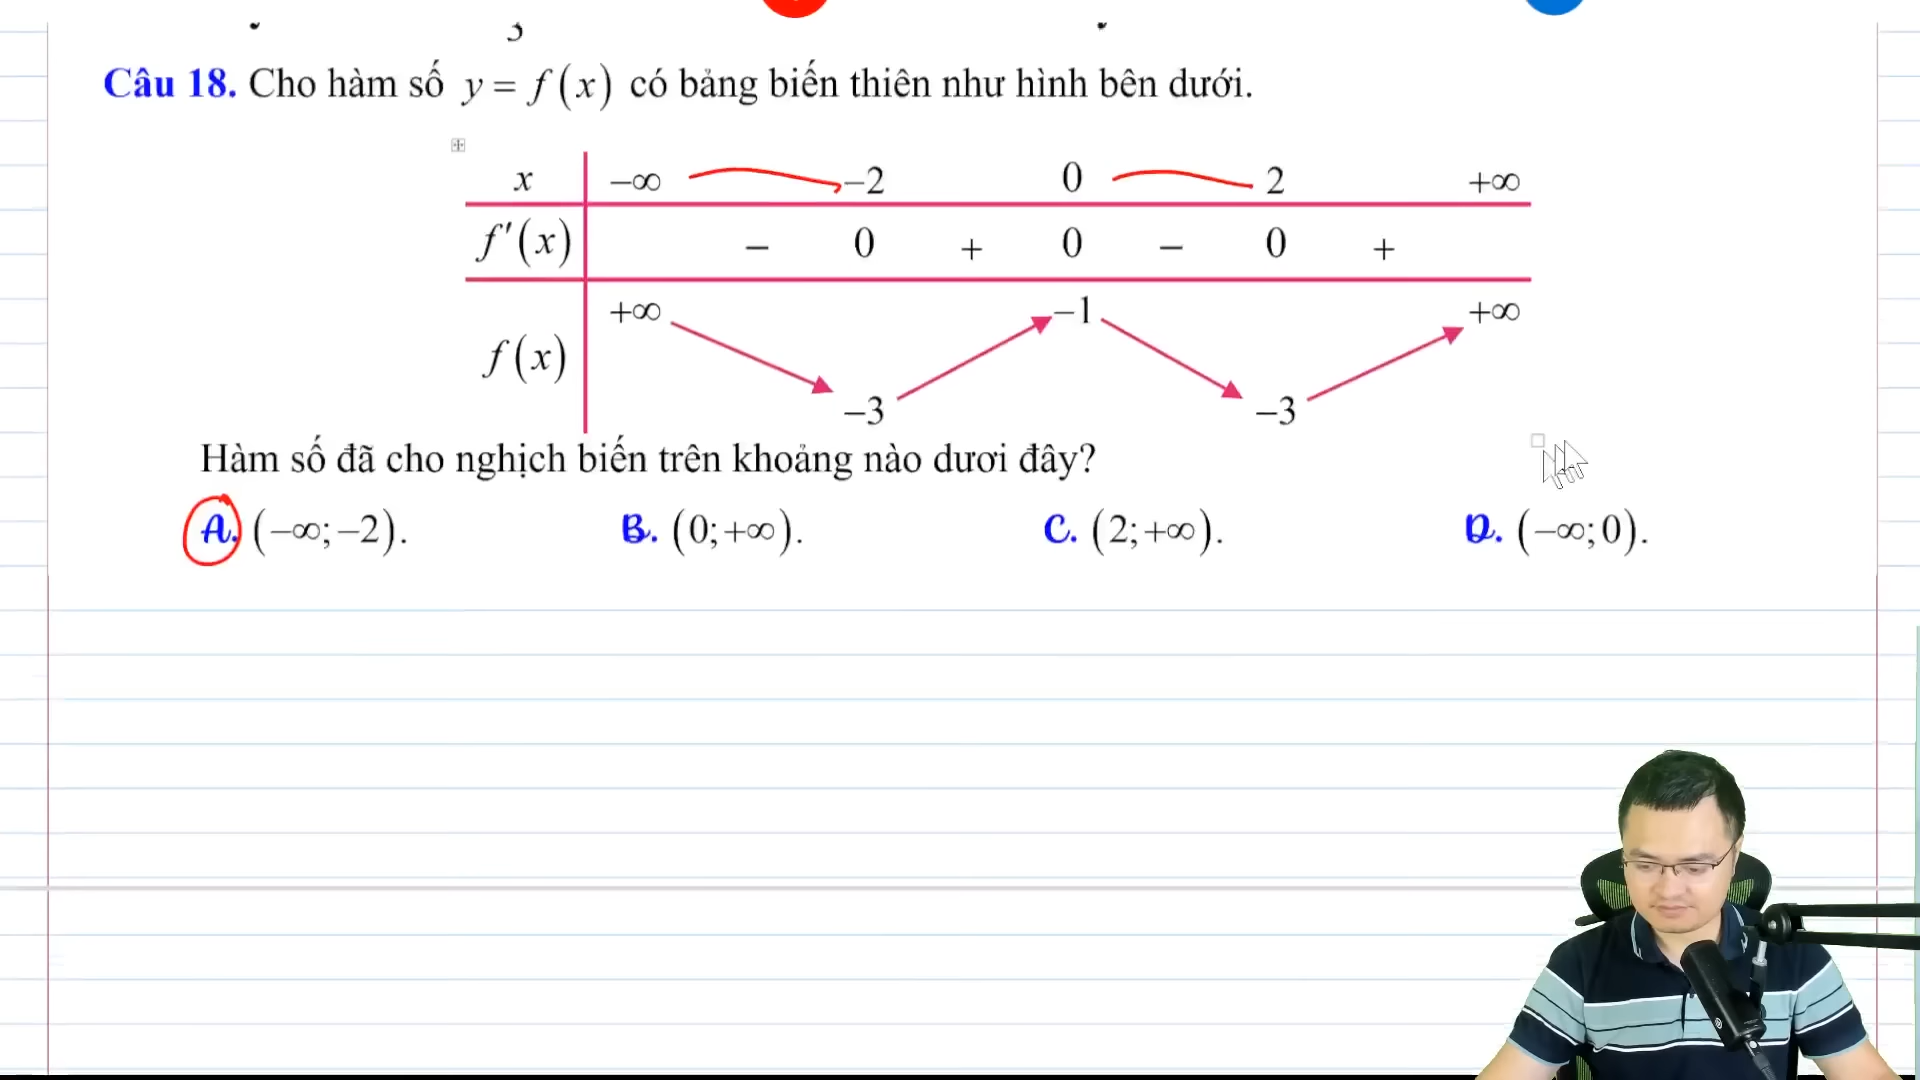 Câu 18. Cho hàm số y = f(x) có bảng biến thiên như hình bên dưới.
x −∞ −2 0 2 +∞
f′(x) − 0 + 0 − 0 +
+∞ −1 +∞
f(x)
−3 −3
Hàm số đã cho nghịch biến trên khoảng nào dươi đây?
A. (−∞;−2). B. (0;+∞). C. (2;+∞). D. (−∞;0).